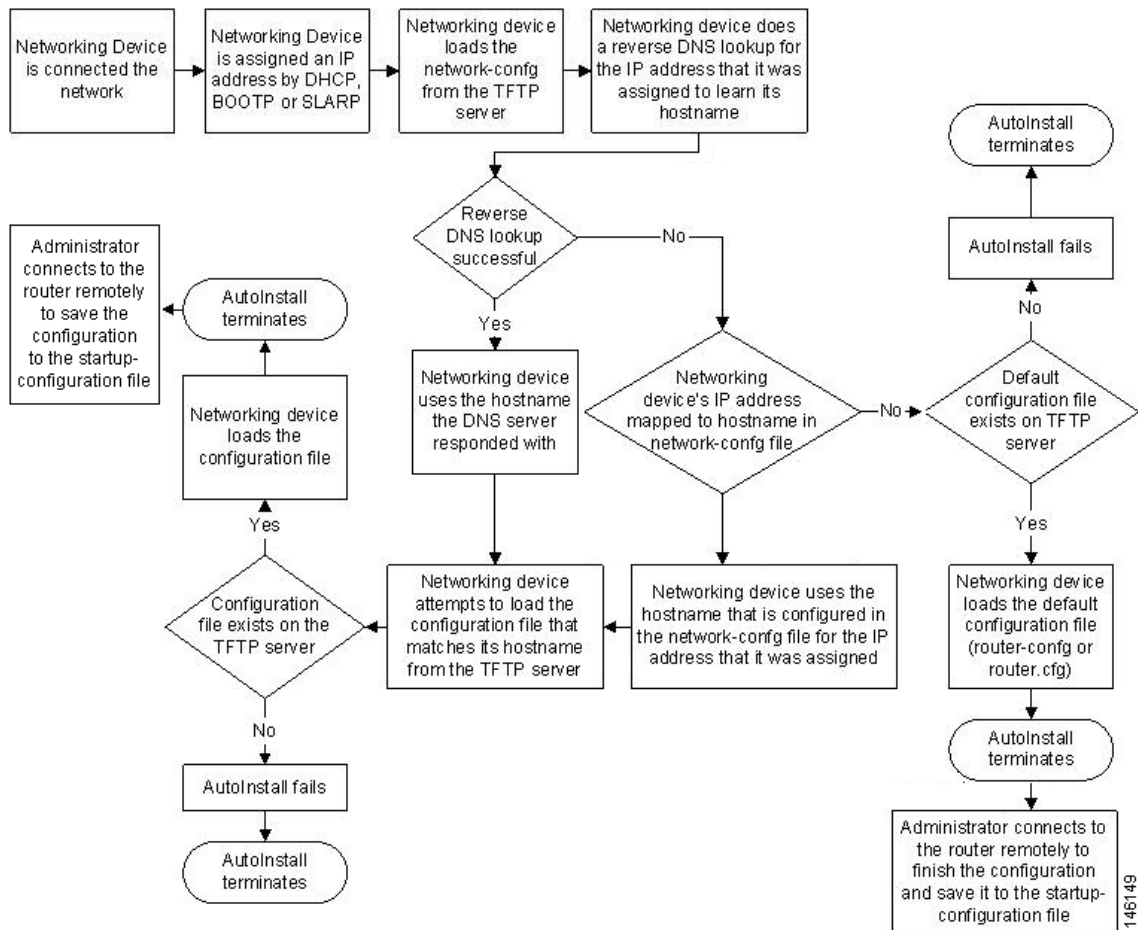 Networking Device
is connected the
network
Networking Device
is assigned an IP
address by DHCP,
BOOTP or SLARP
Networking device
loads the
network-confg
from the TFTP
server
Networking device does
a reverse DNS lookup for
the IP address that it was
assigned to learn its
hostname
AutoInstall
terminates
Reverse
DNS lookup
successful
No
AutoInstall fails
Administrator
connects to the
router remotely
to save the
configuration
to the startup-
configuration file
AutoInstall
terminates
Yes
No
Networking device
uses the hostname
the DNS server
responded with
Networking
device's IP address
mapped to hostname in
network-confg file
No
Default
configuration file
exists on TFTP
server
Networking device
loads the
configuration file
Yes
Yes
Configuration
file exists on the
TFTP server
Networking device
attempts to load the
configuration file that
matches its hostname
from the TFTP server
Networking device uses the
hostname that is configured in
the network-confg file for the IP
address that it was assigned
Networking device
loads the default
configuration file
(router-confg or
router.cfg)
No
AutoInstall
terminates
AutoInstall fails
AutoInstall
terminates
Administrator connects to
the router remotely to
finish the configuration
and save it to the startup-
configuration file
146149